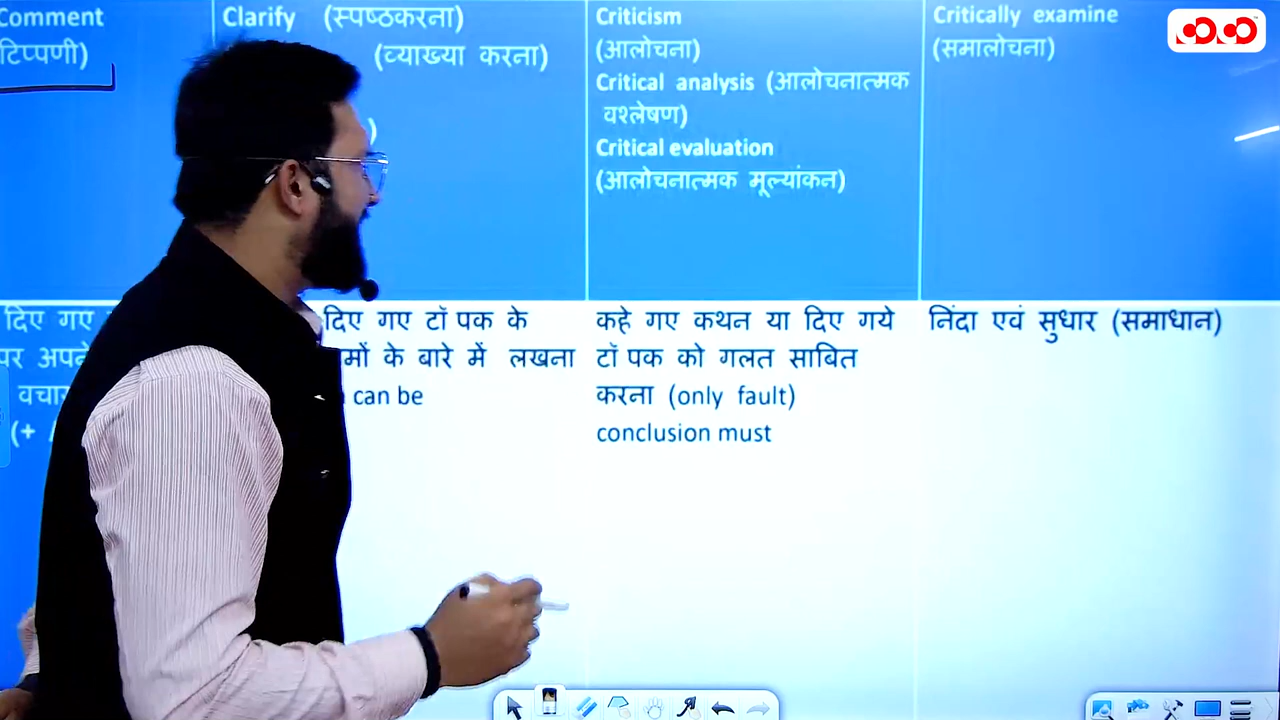 Comment
टिप्पणी)
Clarify (स्पष्ठकरना)
(व्याख्या करना)
)
Criticism
(आलोचना)
Critical analysis (आलोचनात्मक
वश्लेषण)
Critical evaluation
(आलोचनात्मक मूल्यांकन)
Critically examine
(समालोचना)
दिए गए
पर अपने
वचार
(+
दिए गए टॉ पक के
के बारे में लखना
can be
कहे गए कथन या दिए गये
टॉ पक को गलत साबित
करना (only fault)
conclusion must
निंदा एवं सुधार (समाधान)